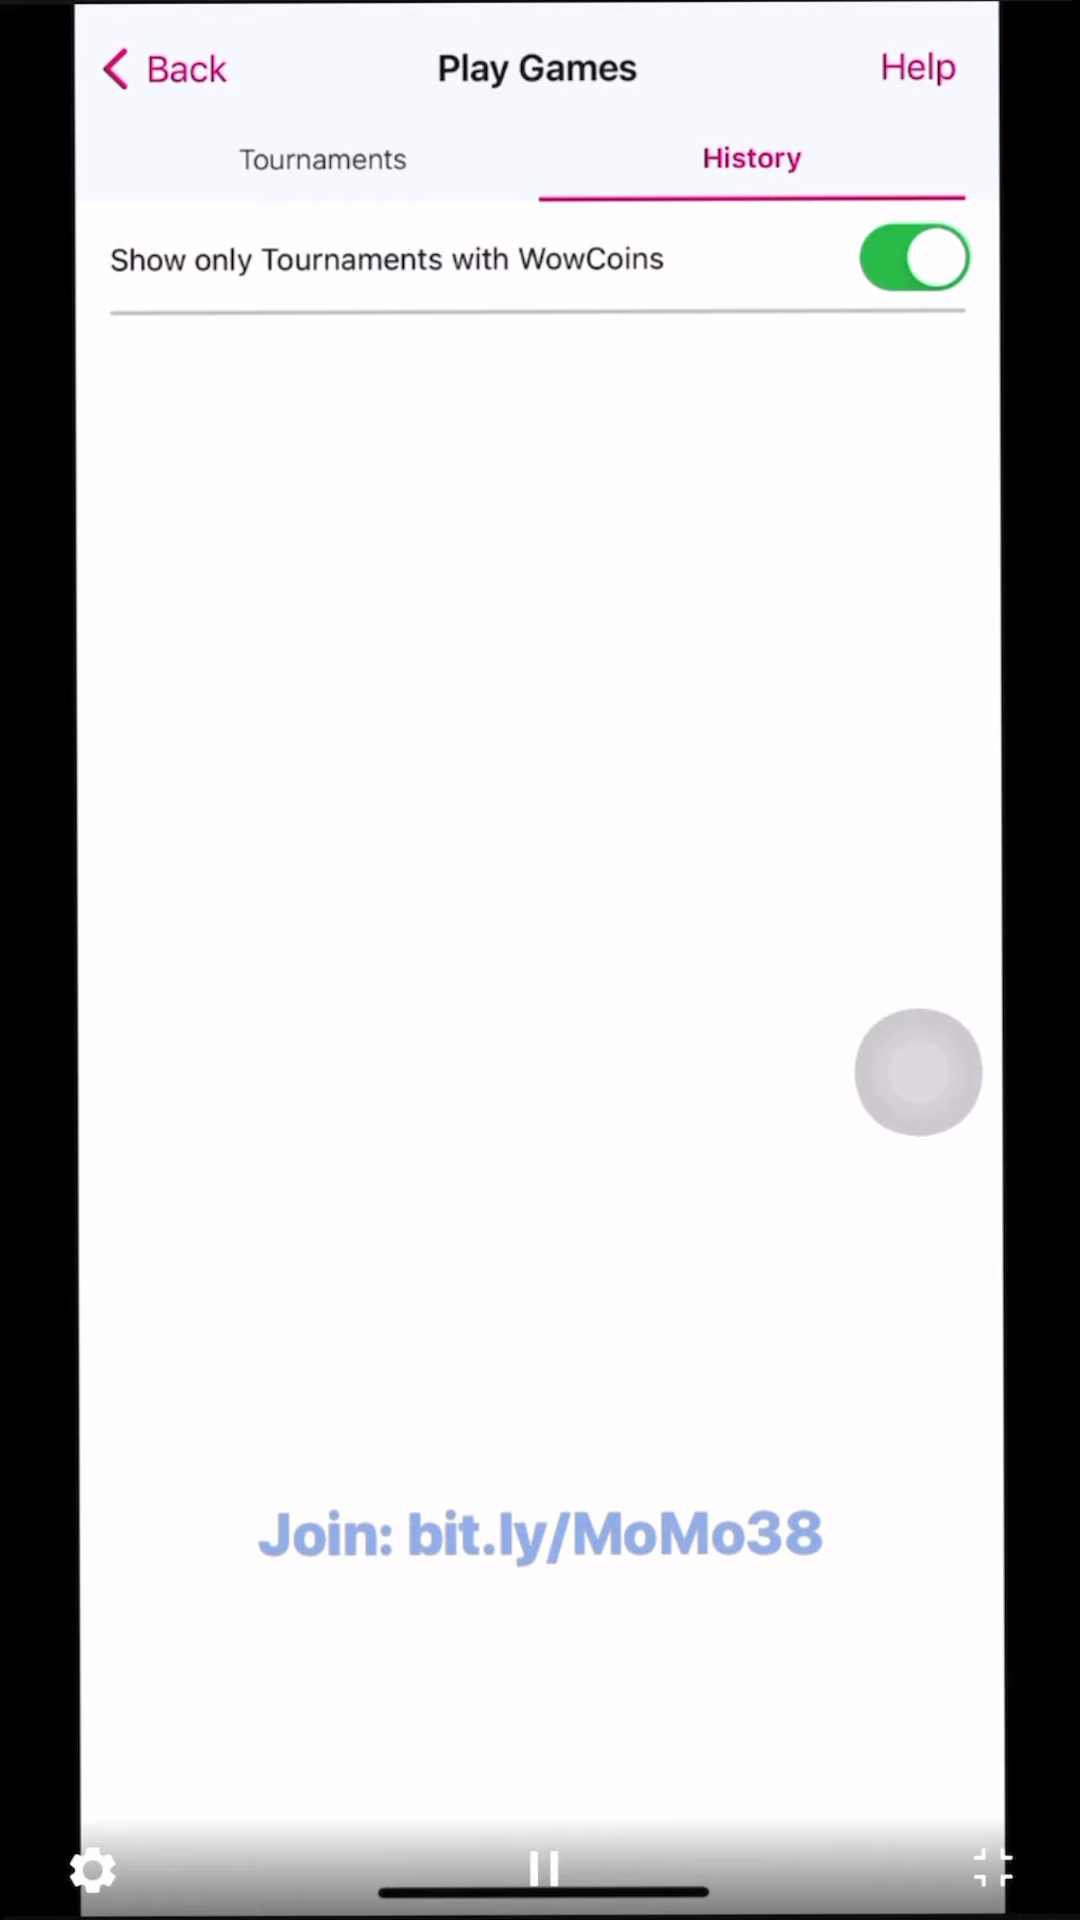 Back
Play Games
Help
Tournaments
History
Show only Tournaments with WowCoins
Join: bit.ly/MoMo38